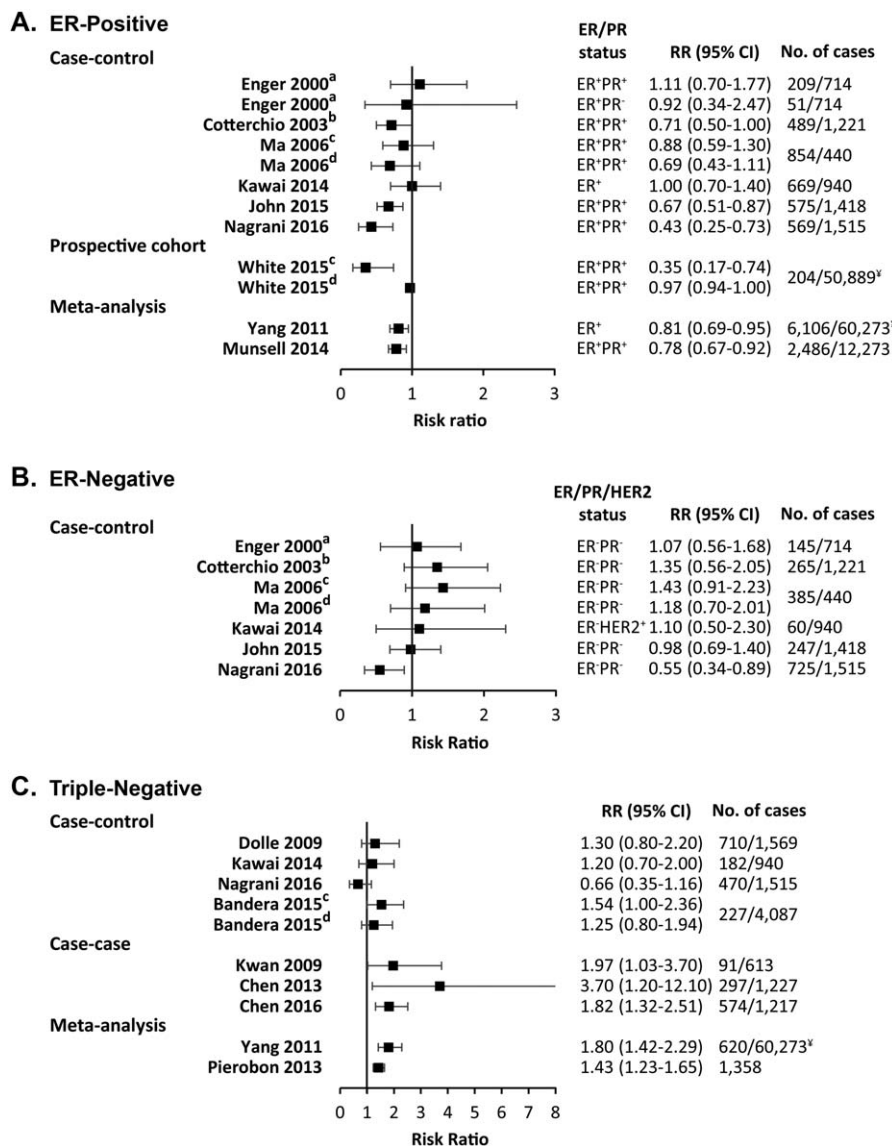 A. ER-Positive
ER/PR
status RR (95% CI) No. of cases
Case-control
Enger 2000ᵃ ER⁺PR⁺ 1.11 (0.70-1.77) 209/714
Enger 2000ᵃ ER⁺PR⁻ 0.92 (0.34-2.47) 51/714
Cotterchio 2003ᵇ ER⁺PR⁺ 0.71 (0.50-1.00) 489/1,221
Ma 2006ᶜ ER⁺PR⁺ 0.88 (0.59-1.30)
854/440
Ma 2006ᵈ ER⁺PR⁺ 0.69 (0.43-1.11)
Kawai 2014 ER⁺ 1.00 (0.70-1.40) 669/940
John 2015 ER⁺PR⁺ 0.67 (0.51-0.87) 575/1,418
Nagrani 2016 ER⁺PR⁺ 0.43 (0.25-0.73) 569/1,515
Prospective cohort
White 2015ᶜ ER⁺PR⁺ 0.35 (0.17-0.74)
204/50,889¥
White 2015ᵈ ER⁺PR⁺ 0.97 (0.94-1.00)
Meta-analysis
Yang 2011 ER⁺ 0.81 (0.69-0.95) 6,106/60,273
Munsell 2014 ER⁺PR⁺ 0.78 (0.67-0.92) 2,486/12,273
0 1 2 3
Risk ratio
B. ER-Negative
ER/PR/HER2
status RR (95% CI) No. of cases
Case-control
Enger 2000ᵃ ER⁻PR⁻ 1.07 (0.56-1.68) 145/714
Cotterchio 2003ᵇ ER⁻PR⁻ 1.35 (0.56-2.05) 265/1,221
Ma 2006ᶜ ER⁻PR⁻ 1.43 (0.91-2.23)
385/440
Ma 2006ᵈ ER⁻PR⁻ 1.18 (0.70-2.01)
Kawai 2014 ER⁻HER2⁺ 1.10 (0.50-2.30) 60/940
John 2015 ER⁻PR⁻ 0.98 (0.69-1.40) 247/1,418
Nagrani 2016 ER⁻PR⁻ 0.55 (0.34-0.89) 725/1,515
0 1 2 3
Risk Ratio
C. Triple-Negative
RR (95% CI) No. of cases
Case-control
Dolle 2009 1.30 (0.80-2.20) 710/1,569
Kawai 2014 1.20 (0.70-2.00) 182/940
Nagrani 2016 0.66 (0.35-1.16) 470/1,515
Bandera 2015ᶜ 1.54 (1.00-2.36)
227/4,087
Bandera 2015ᵈ 1.25 (0.80-1.94)
Case-case
Kwan 2009 1.97 (1.03-3.70) 91/613
Chen 2013 3.70 (1.20-12.10) 297/1,227
Chen 2016 1.82 (1.32-2.51) 574/1,217
Meta-analysis
Yang 2011 1.80 (1.42-2.29) 620/60,273¥
Pierobon 2013 1.43 (1.23-1.65) 1,358
0 1 2 3 4 5 6 7 8
Risk Ratio